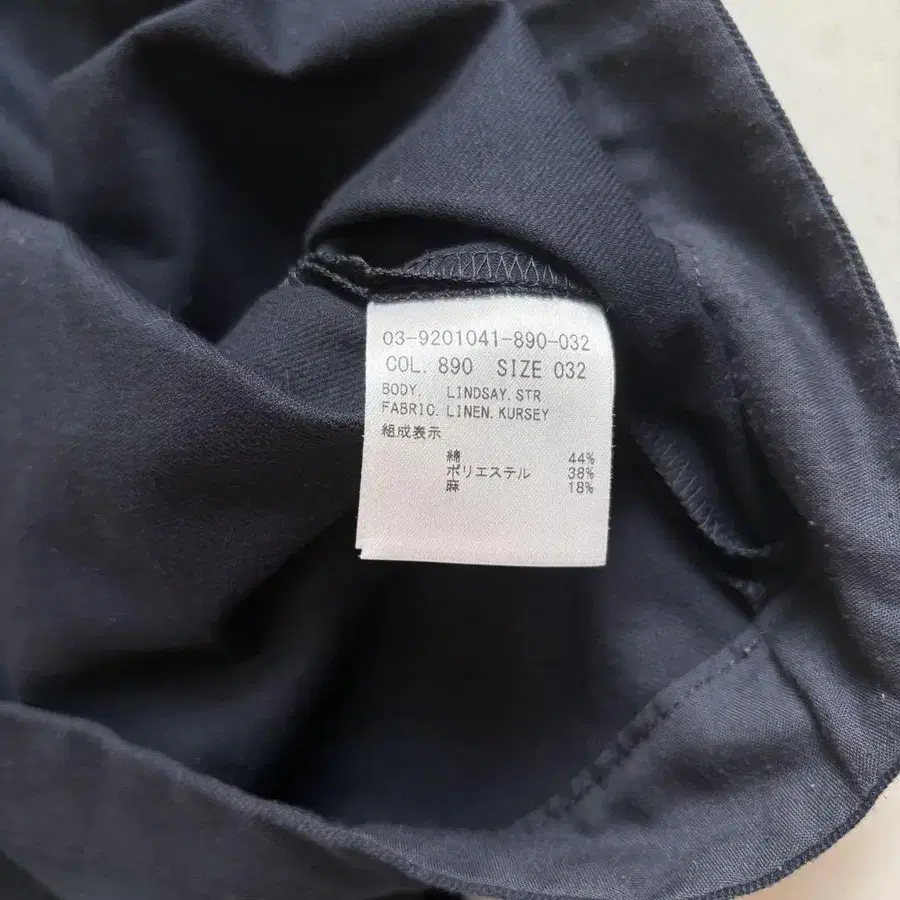 03-9201041-890-032
COL. 890 SIZE 032
BODY. LINDSAY. STR
FABRIC. LINEN. KURSEY
組成表示
綿 44%
ポリエステル 38%
麻 18%